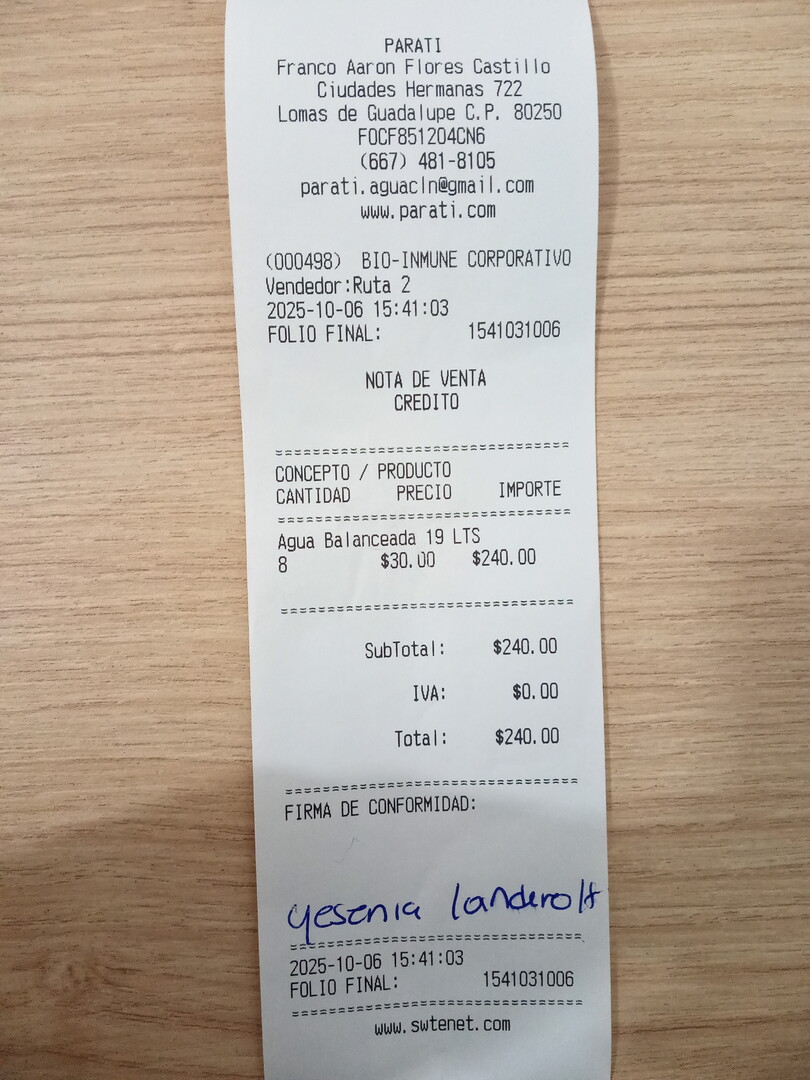 PARATI
Franco Aaron Flores Castillo
Ciudades Hermanas 722
Lomas de Guadalupe C.P. 80250
FOCF851204CN6
(667) 481-8105
parati.aguacln@gmail.com
www.parati.com
(000498) BIO-INMUNE CORPORATIVO
Vendedor:Ruta 2
2025-10-06 15:41:03
FOLIO FINAL: 1541031006
NOTA DE VENTA
CREDITO
==============================
CONCEPTO / PRODUCTO
CANTIDAD PRECIO IMPORTE
==============================
Agua Balanceada 19 LTS
8 $30.00 $240.00
==============================
SubTotal: $240.00
IVA: $0.00
Total: $240.00
==============================
FIRMA DE CONFORMIDAD:
yesenia
==============================
2025-10-06 15:41:03
FOLIO FINAL: 1541031006
==============================
www.swtenet.com